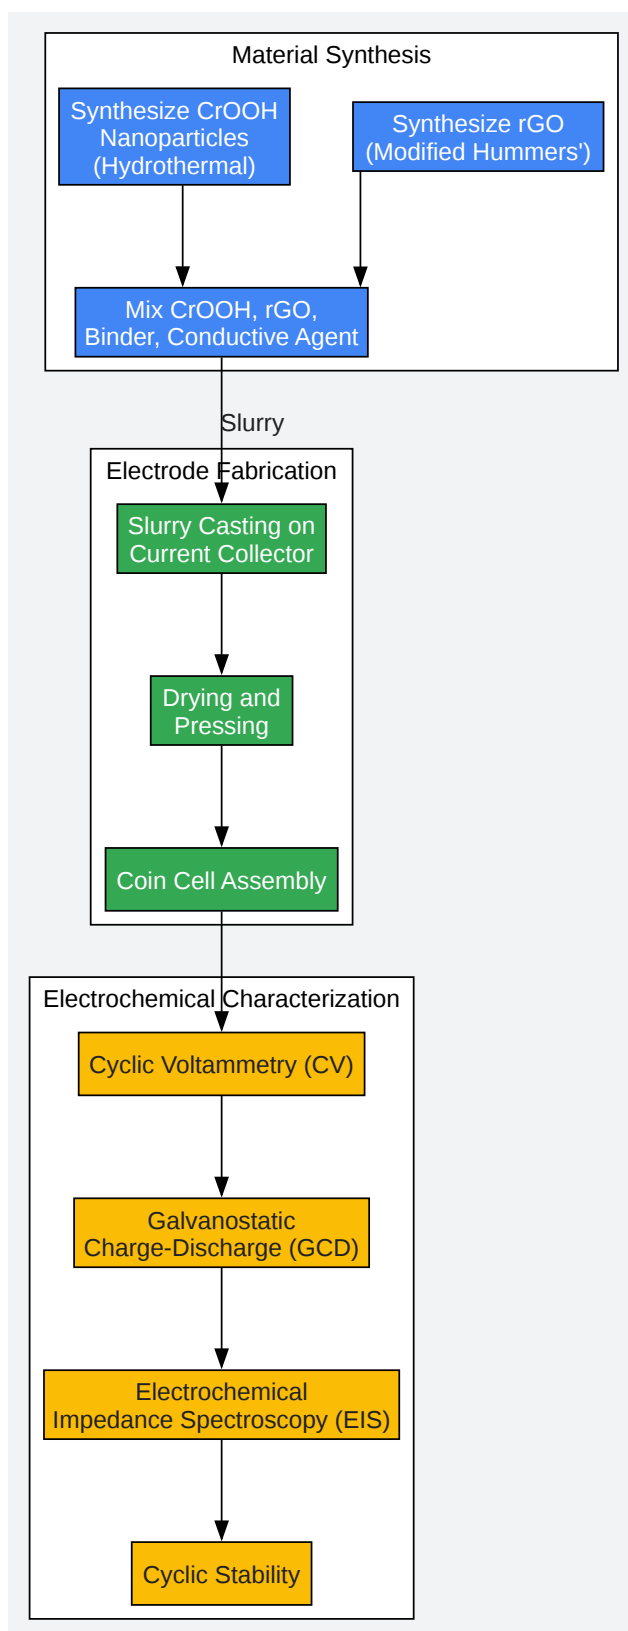 Material Synthesis
Synthesize CrOOH
Nanoparticles
(Hydrothermal)
Synthesize rGO
(Modified Hummers')
Mix CrOOH, rGO,
Binder, Conductive Agent
Slurry
Electrode Fabrication
Slurry Casting on
Current Collector
Drying and
Pressing
Coin Cell Assembly
Electrochemical Characterization
Cyclic Voltammetry (CV)
Galvanostatic
Charge-Discharge (GCD)
Electrochemical
Impedance Spectroscopy (EIS)
Cyclic Stability